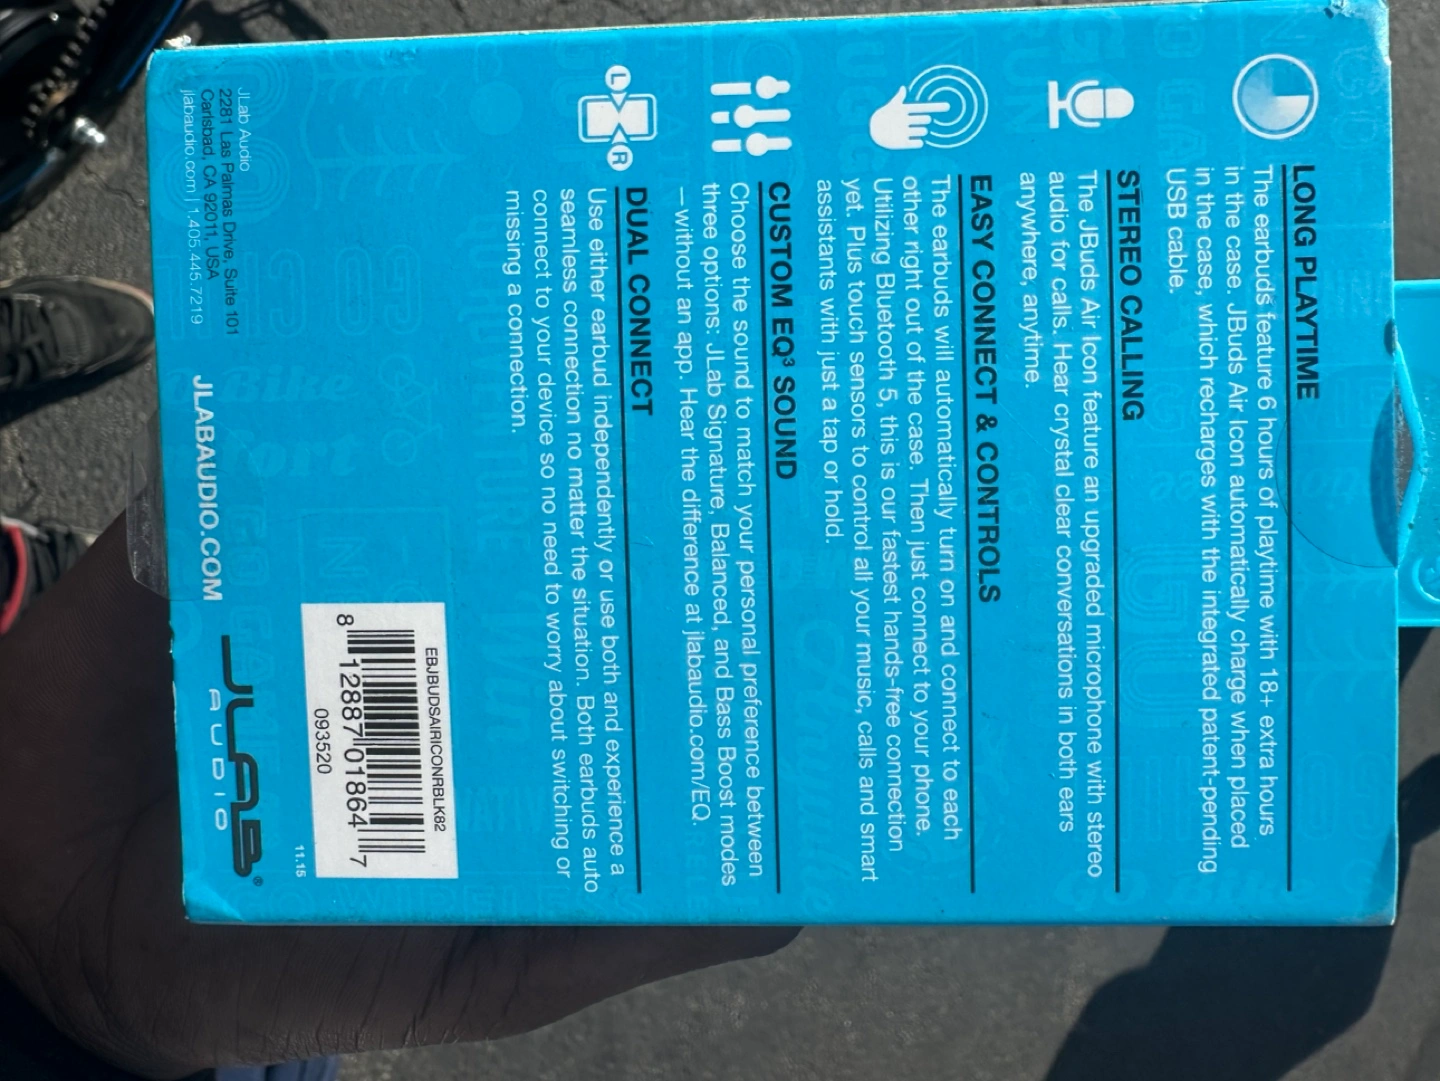 LONG PLAYTIME
The earbuds feature 6 hours of playtime with 18+ extra hours
in the case. JBuds Air Icon automatically charge when placed
in the case, which recharges with the integrated patent-pending
USB cable.
STEREO CALLING
The JBuds Air Icon feature an upgraded microphone with stereo
audio for calls. Hear crystal clear conversations in both ears
anywhere, anytime.
EASY CONNECT & CONTROLS
The earbuds will automatically turn on and connect to each
other right out of the case. Then just connect to your phone.
Utilizing Bluetooth 5, this is our fastest hands-free connection
yet. Plus touch sensors to control all your music, calls and smart
assistants with just a tap or hold.
CUSTOM EQ³ SOUND
Choose the sound to match your personal preference between
three options: JLab Signature, Balanced, and Bass Boost modes
—without an app. Hear the difference at jlabaudio.com/EQ.
L R
DUAL CONNECT
Use either earbud independently or use both and experience a
seamless connection no matter the situation. Both earbuds auto
connect to your device so no need to worry about switching or
missing a connection.
EBJBUDSAIRICONRBLK82
8 12887 01864 7
093520
11.15
JLab Audio
2281 Las Palmas Drive, Suite 101
Carlsbad, CA 92011, USA
jlabaudio.com | 1.405.445.7219
JLABAUDIO.COM
JLAB®
AUDIO